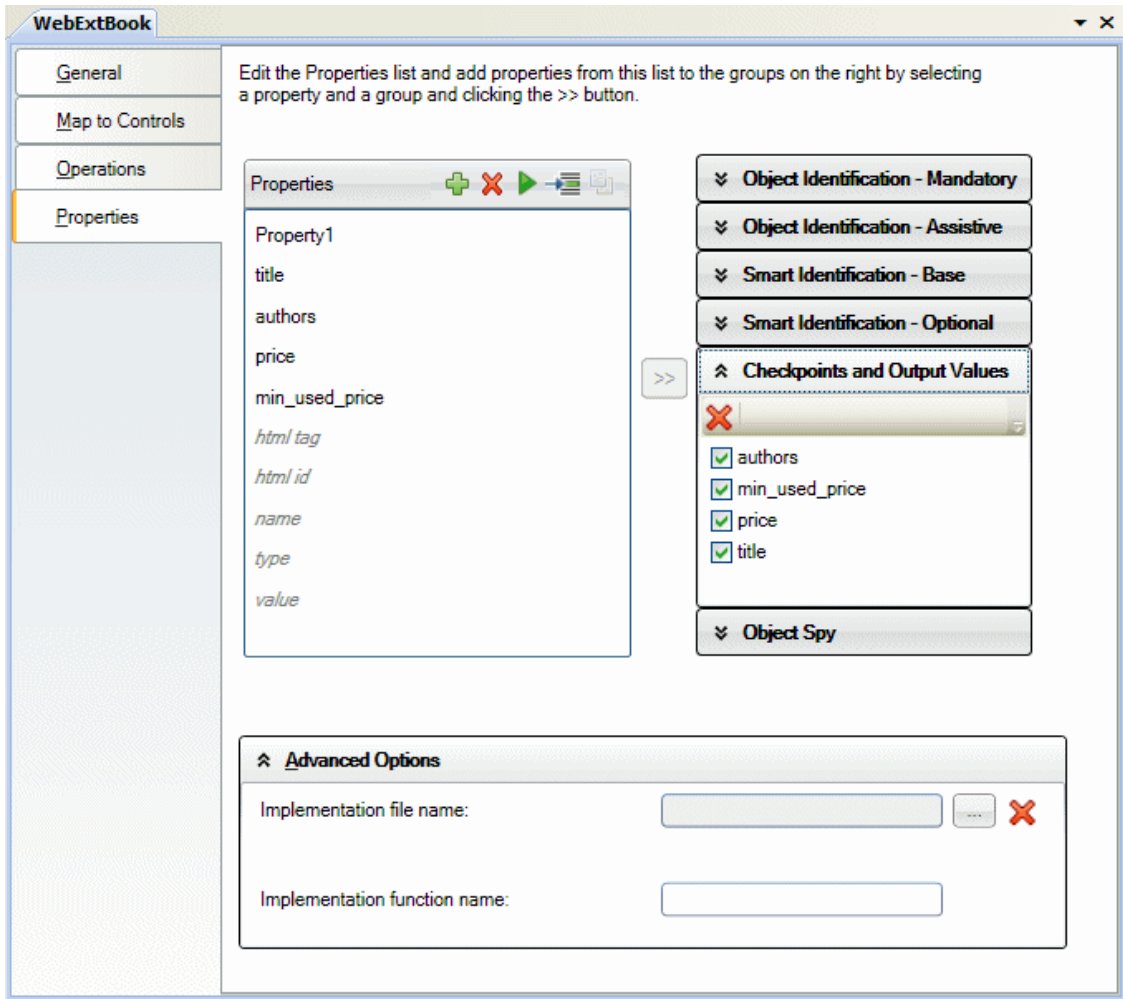 WebExtBook
General
Map to Controls
Operations
Properties
Edit the Properties list and add properties from this list to the groups on the right by selecting
a property and a group and clicking the >> button.
Properties
Property1
title
authors
price
min_used_price
html tag
html id
name
type
value
>>
Object Identification - Mandatory
Object Identification - Assistive
Smart Identification - Base
Smart Identification - Optional
Checkpoints and Output Values
authors
min_used_price
price
title
Object Spy
Advanced Options
Implementation file name:
...
Implementation function name: